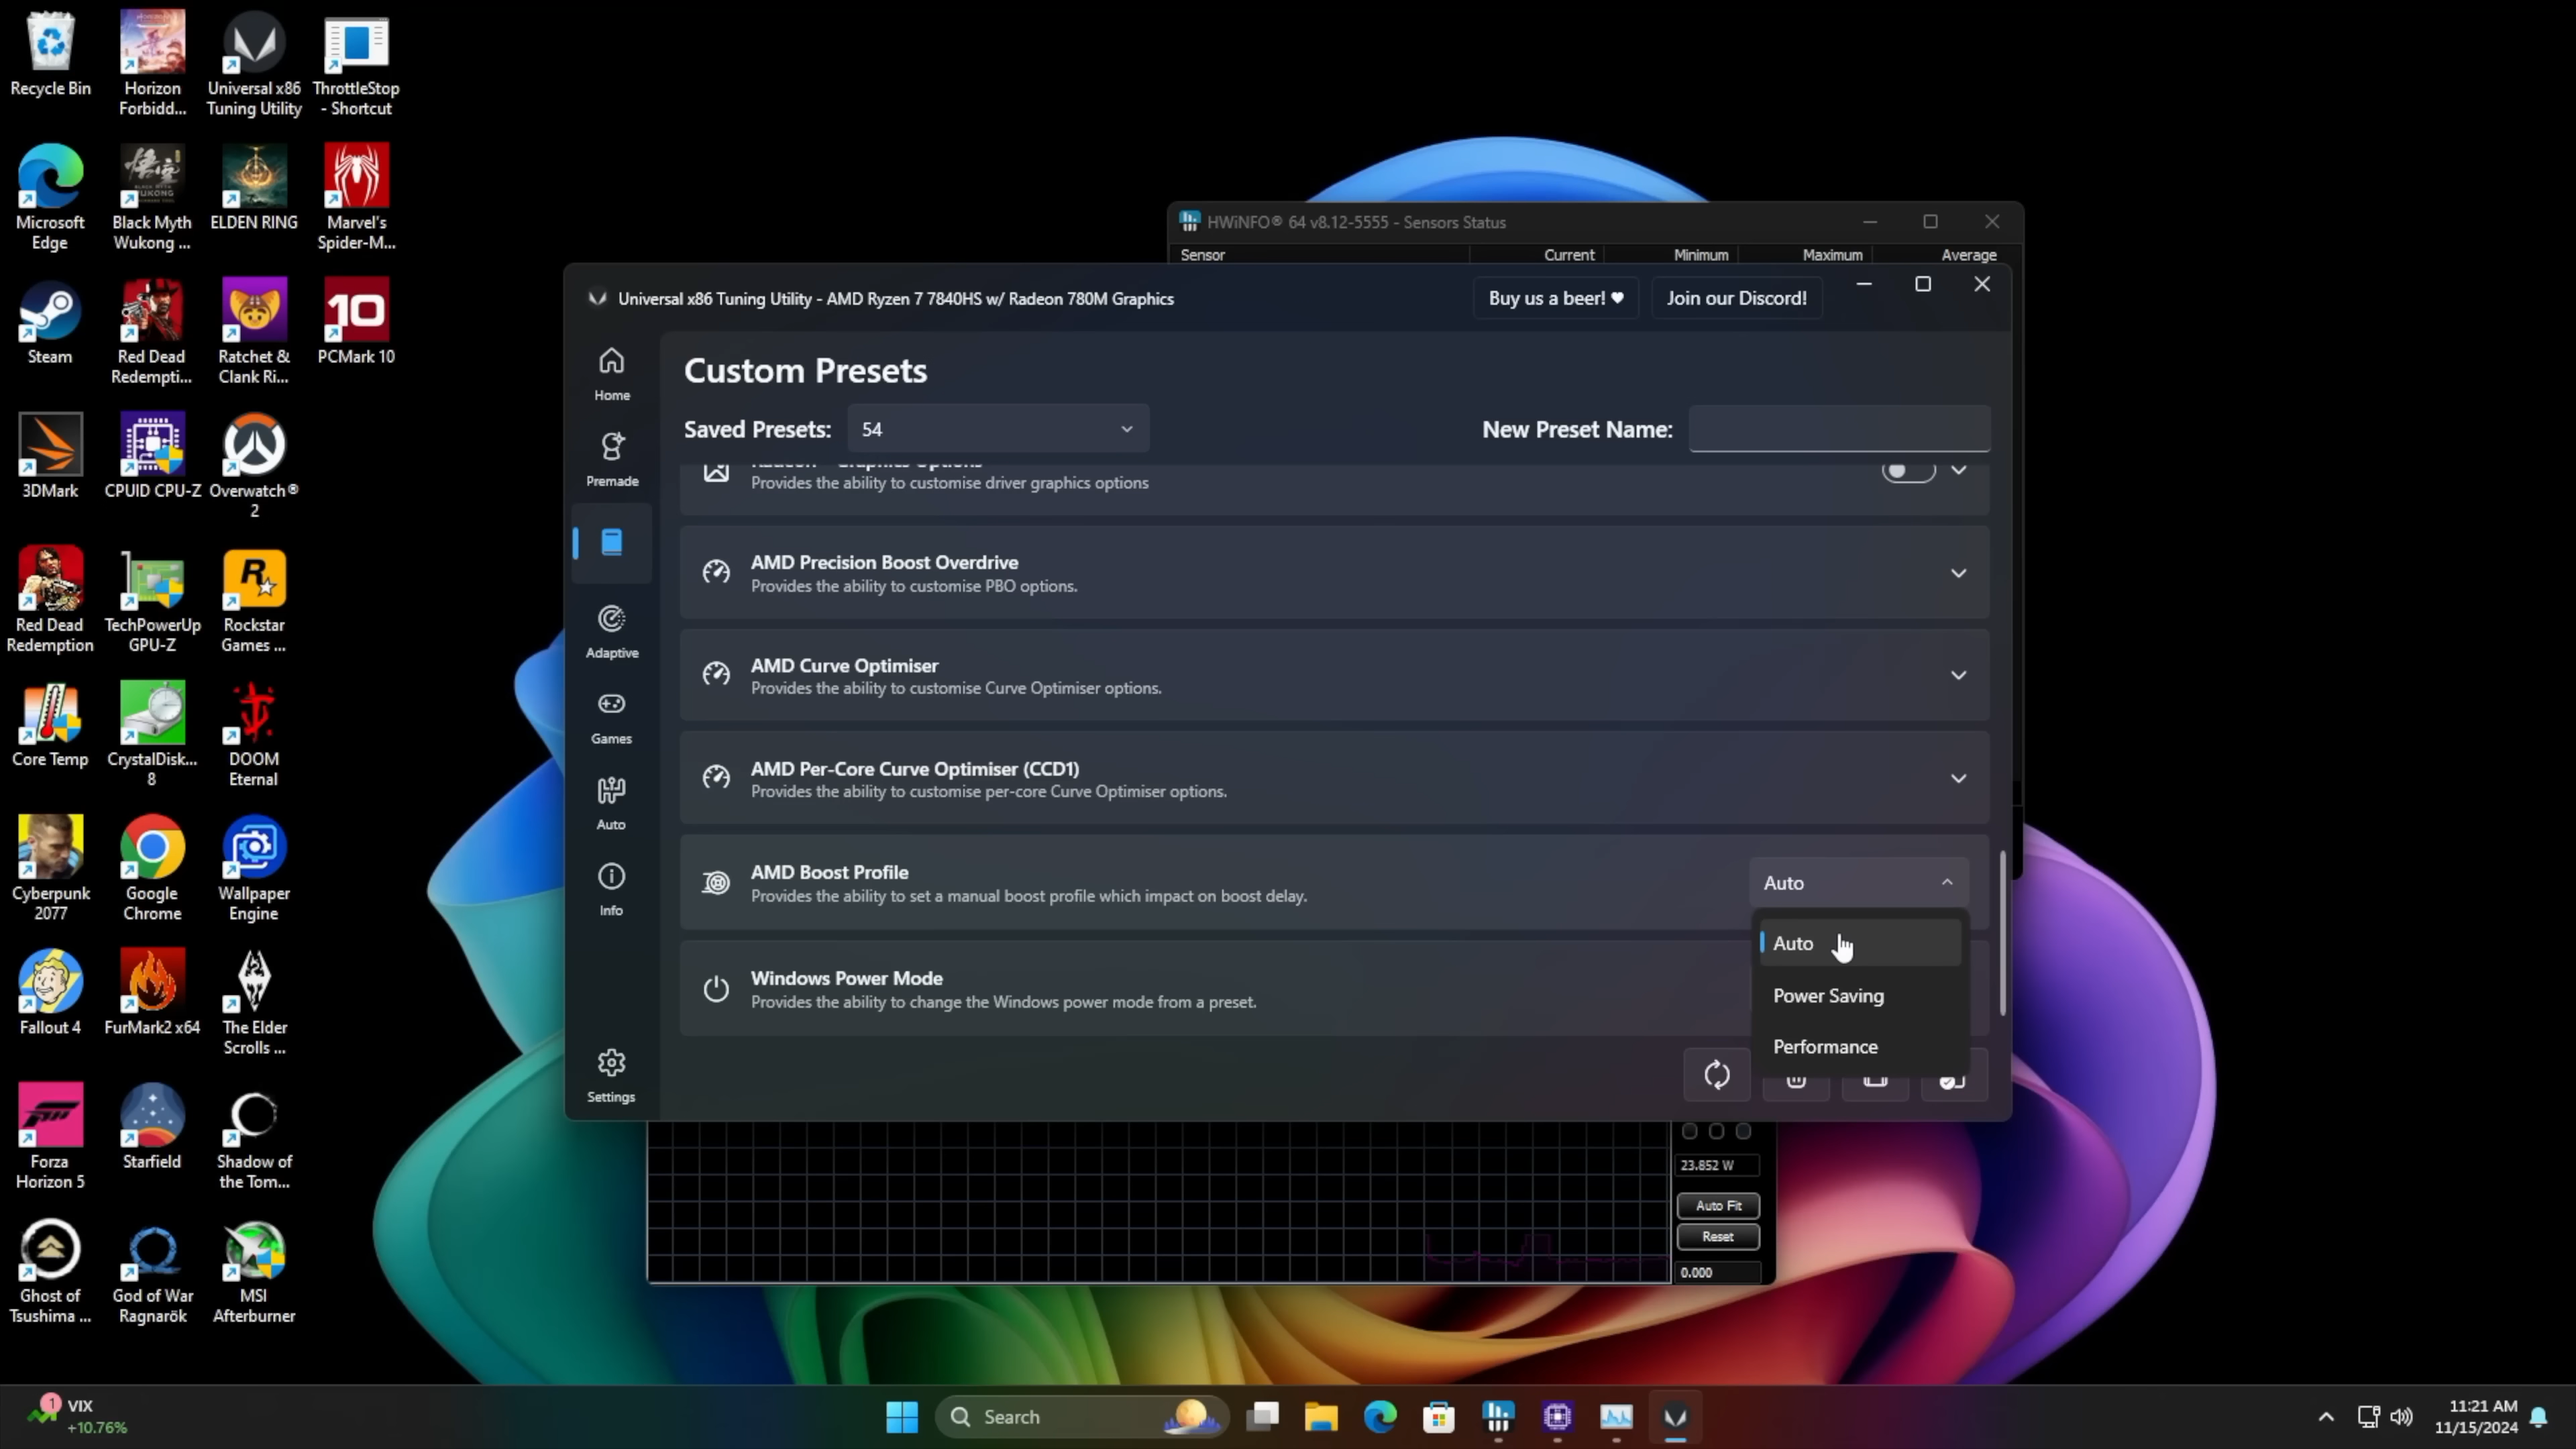 Recycle Bin
Horizon
Forbidd...
Universal x86
Tuning Utility
ThrottleStop
- Shortcut
Microsoft
Edge
Black Myth
Wukong ...
ELDEN RING
Marvel's
Spider-M...
Steam
Red Dead
Redempti...
Ratchet &
Clank Ri...
10
PCMark 10
3DMark
CPUID CPU-Z
Overwatch®
2
Red Dead
Redemption
TechPowerUp
GPU-Z
Rockstar
Games ...
Core Temp
CrystalDisk...
8
DOOM
Eternal
Cyberpunk
2077
Google
Chrome
Wallpaper
Engine
Fallout 4
FurMark2 x64
The Elder
Scrolls ...
Forza
Horizon 5
Starfield
Shadow of
the Tom...
Ghost of
Tsushima ...
God of War
Ragnarök
MSI
Afterburner
HWiNFO® 64 v8.12-5555 - Sensors Status
Sensor Current Minimum Maximum Average
Universal x86 Tuning Utility - AMD Ryzen 7 7840HS w/ Radeon 780M Graphics
Buy us a beer! ♥
Join our Discord!
Home
Premade
Adaptive
Games
Auto
Info
Settings
Custom Presets
Saved Presets: 54
New Preset Name:
Provides the ability to customise driver graphics options
AMD Precision Boost Overdrive
Provides the ability to customise PBO options.
AMD Curve Optimiser
Provides the ability to customise Curve Optimiser options.
AMD Per-Core Curve Optimiser (CCD1)
Provides the ability to customise per-core Curve Optimiser options.
AMD Boost Profile
Provides the ability to set a manual boost profile which impact on boost delay.
Auto
Auto
Power Saving
Performance
Windows Power Mode
Provides the ability to change the Windows power mode from a preset.
23.852 W
Auto Fit
Reset
0.000
1
VIX
+10.76%
Search
11:21 AM
11/15/2024